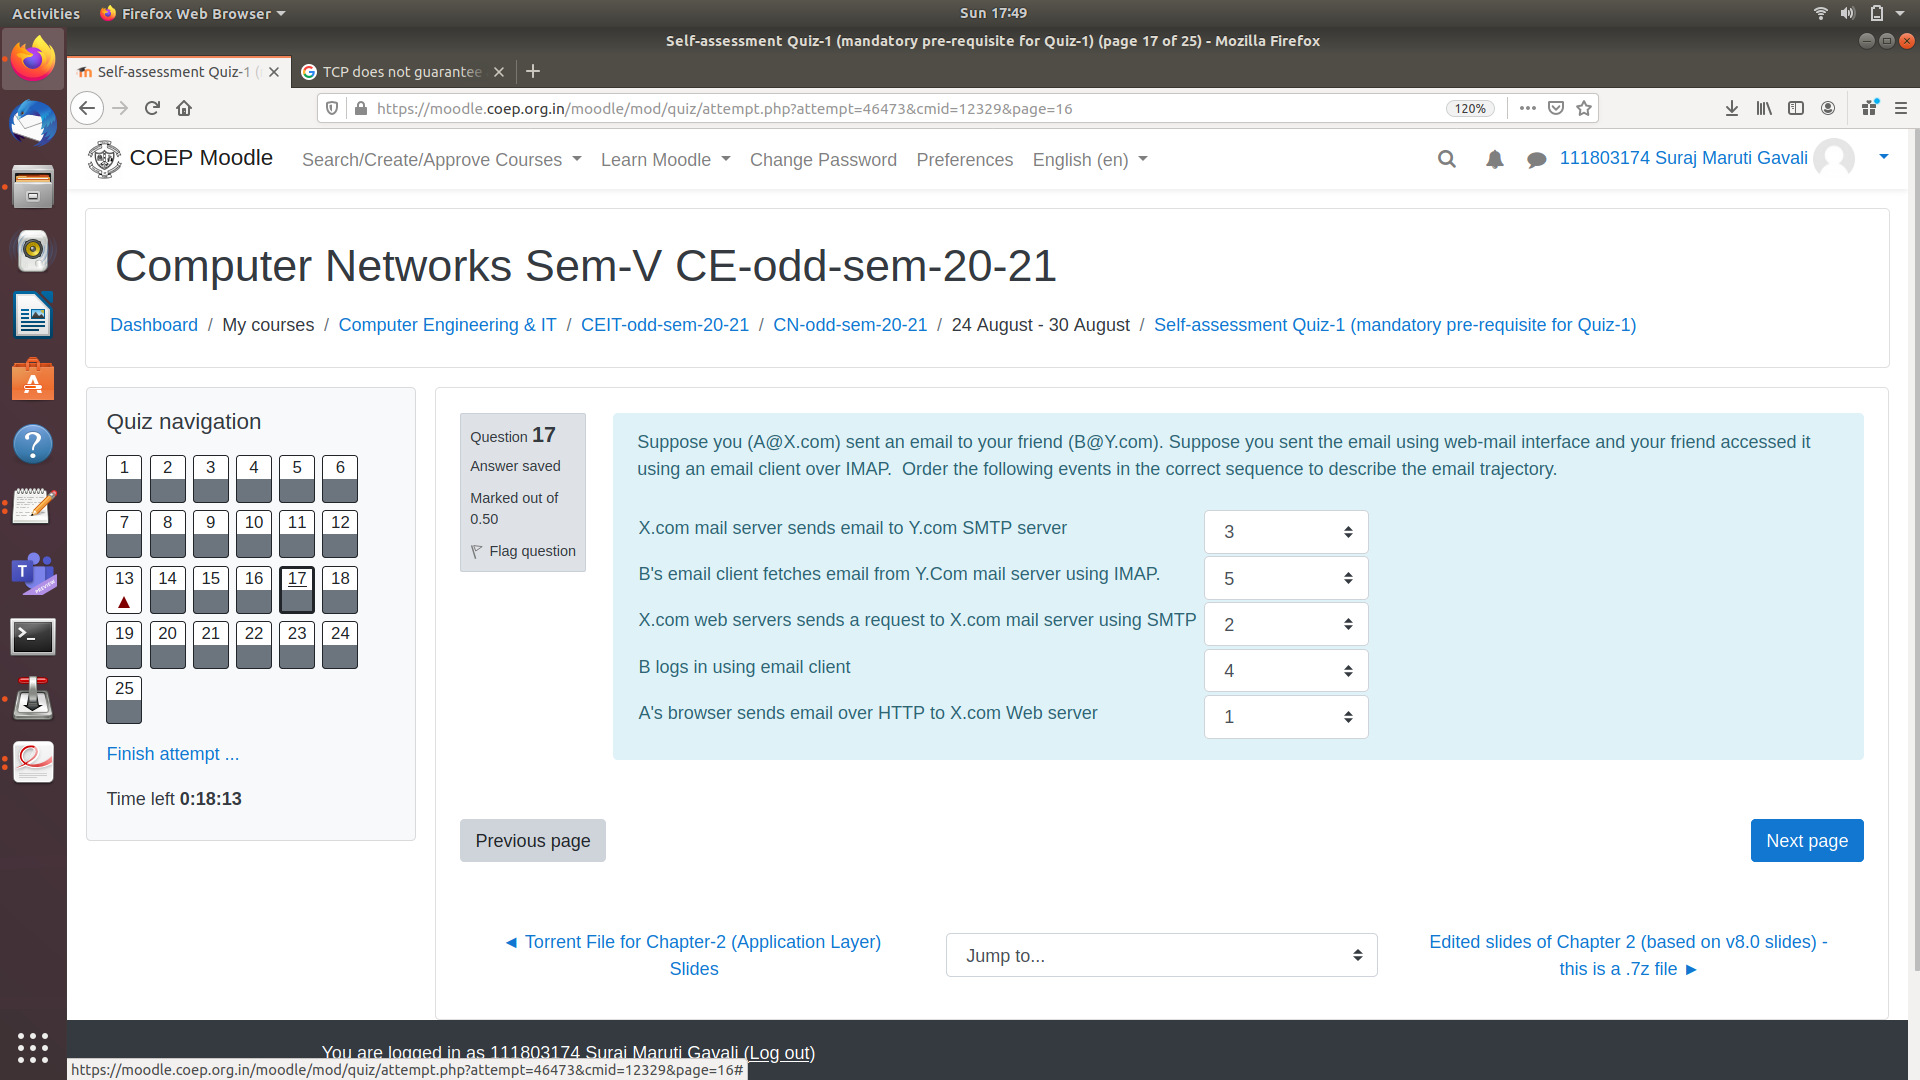 Activities
Firefox Web Browser
Sun 17:49
Self-assessment Quiz-1 (mandatory pre-requisite for Quiz-1) (page 17 of 25) - Mozilla Firefox
Self-assessment Quiz-1 (
TCP does not guarantee
https://moodle.coep.org.in/moodle/mod/quiz/attempt.php?attempt=46473&cmid=12329&page=16
120%
COEP Moodle
Search/Create/Approve Courses
Learn Moodle
Change Password
Preferences
English (en)
111803174 Suraj Maruti Gavali
Computer Networks Sem-V CE-odd-sem-20-21
Dashboard / My courses / Computer Engineering & IT / CEIT-odd-sem-20-21 / CN-odd-sem-20-21 / 24 August - 30 August / Self-assessment Quiz-1 (mandatory pre-requisite for Quiz-1)
Quiz navigation
1 2 3 4 5 6
7 8 9 10 11 12
13 14 15 16 17 18
19 20 21 22 23 24
25
Finish attempt ...
Time left 0:18:13
Question 17
Answer saved
Marked out of
0.50
Flag question
Suppose you (A@X.com) sent an email to your friend (B@Y.com). Suppose you sent the email using web-mail interface and your friend accessed it
using an email client over IMAP. Order the following events in the correct sequence to describe the email trajectory.
X.com mail server sends email to Y.com SMTP server 3
B's email client fetches email from Y.Com mail server using IMAP. 5
X.com web servers sends a request to X.com mail server using SMTP 2
B logs in using email client 4
A's browser sends email over HTTP to X.com Web server 1
Previous page
Next page
◄ Torrent File for Chapter-2 (Application Layer)
Slides
Jump to...
Edited slides of Chapter 2 (based on v8.0 slides) -
this is a .7z file ►
You are logged in as 111803174 Suraj Maruti Gavali (Log out)
https://moodle.coep.org.in/moodle/mod/quiz/attempt.php?attempt=46473&cmid=12329&page=16#